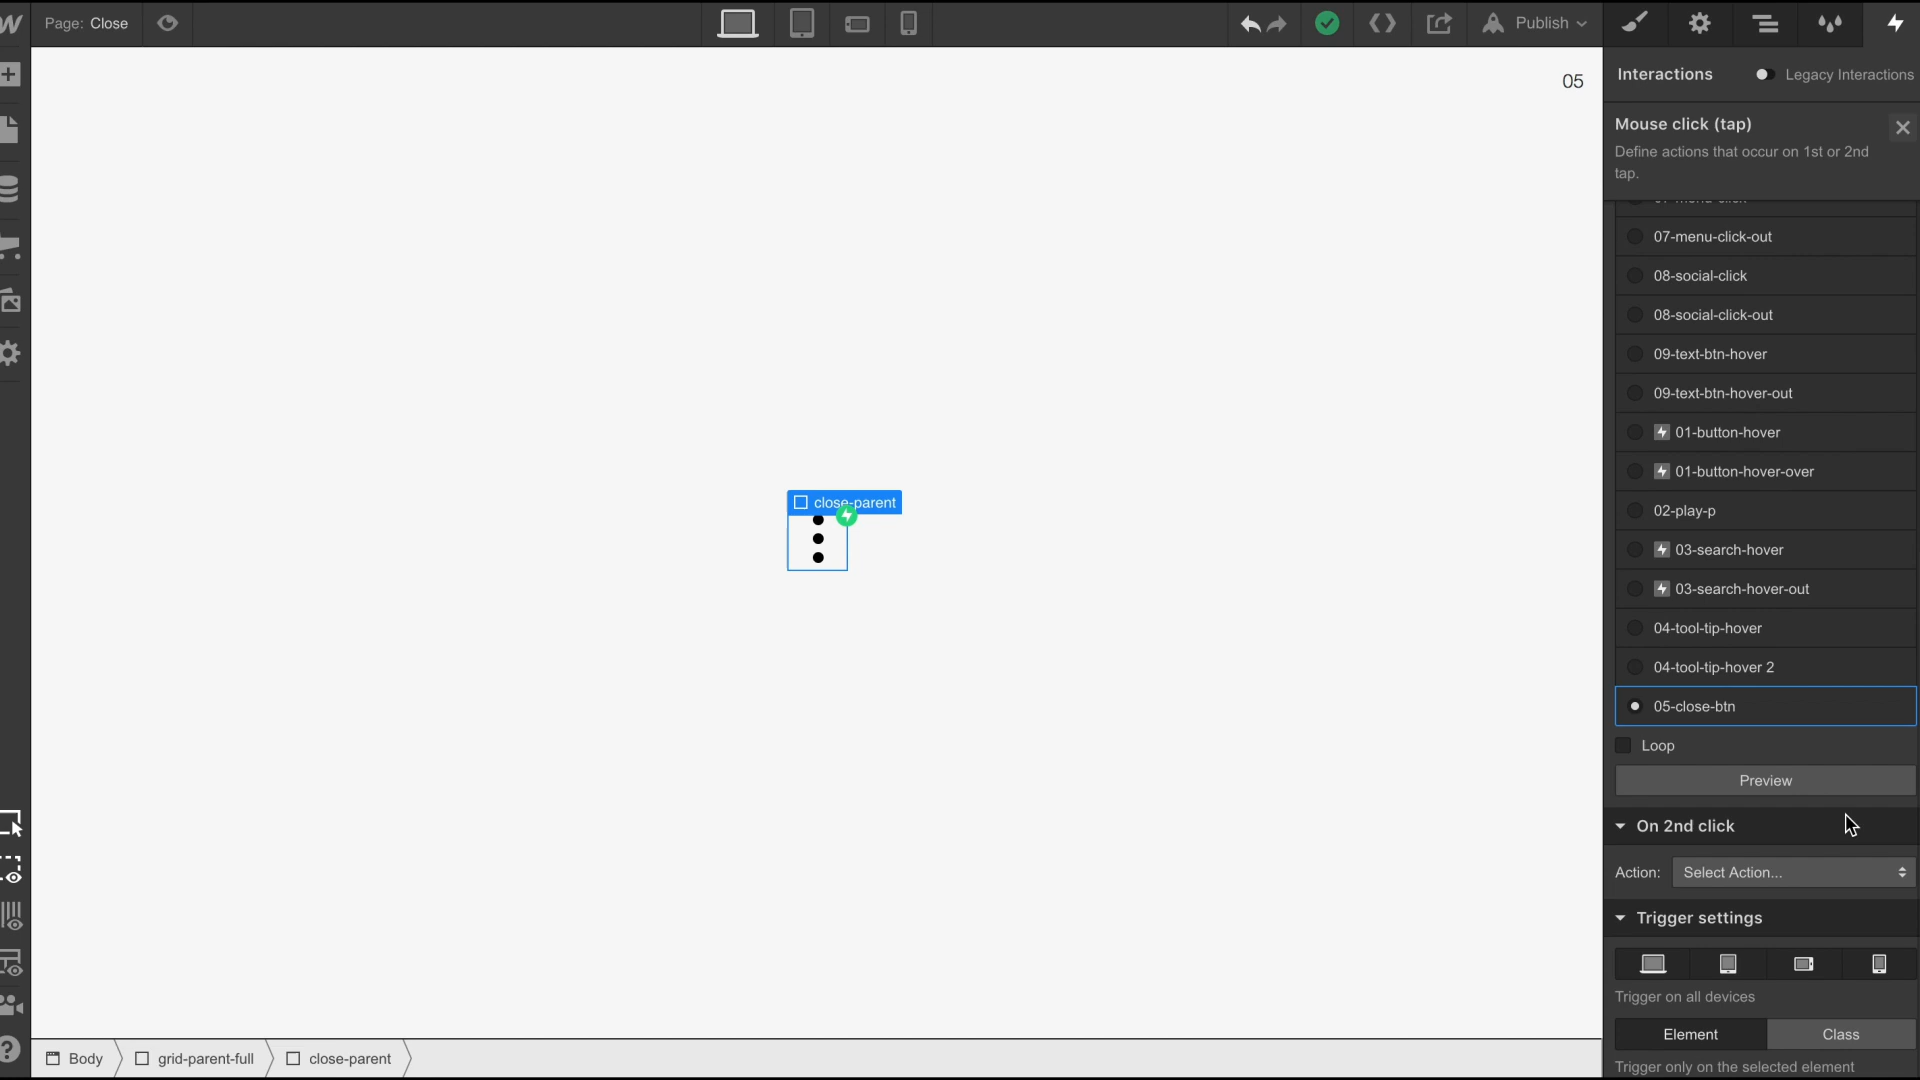 Page: Close
Publish
05
Interactions
Legacy Interactions
Mouse click (tap)
Define actions that occur on 1st or 2nd
tap.
07-menu-click-out
08-social-click
08-social-click-out
09-text-btn-hover
09-text-btn-hover-out
01-button-hover
01-button-hover-over
02-play-p
03-search-hover
03-search-hover-out
04-tool-tip-hover
04-tool-tip-hover 2
05-close-btn
Loop
Preview
On 2nd click
Action: Select Action...
Trigger settings
Trigger on all devices
Element Class
Trigger only on the selected element
close-parent
Body grid-parent-full close-parent